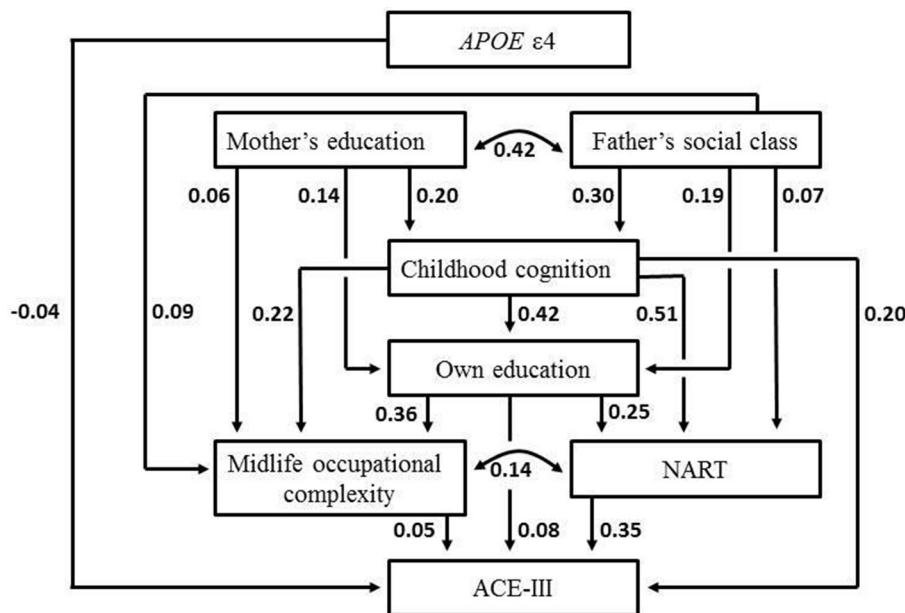 APOE ε4
Mother's education
0.42
Father's social class
0.06
0.14
0.20
0.30
0.19
0.07
Childhood cognition
-0.04
0.09
0.22
0.42
0.51
0.20
Own education
0.36
0.25
Midlife occupational
complexity
0.14
NART
0.05
0.08
0.35
ACE-III